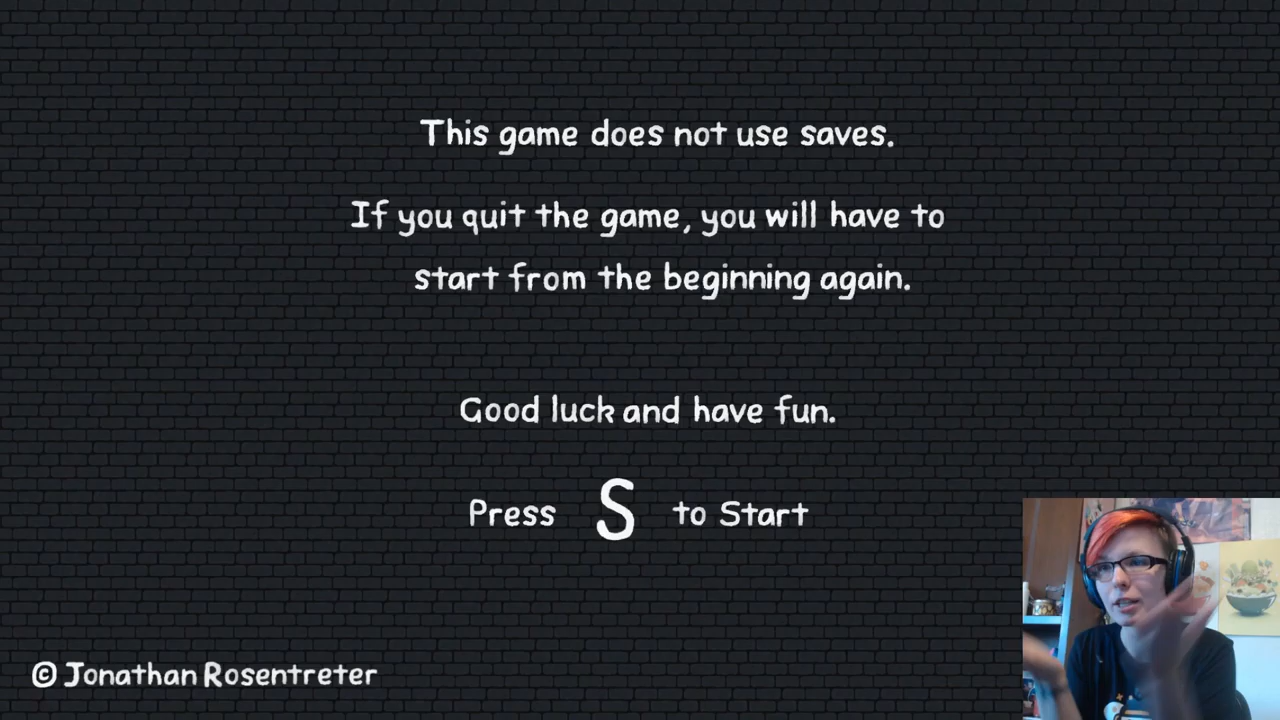 This game does not use saves.
If you quit the game, you will have to
start from the beginning again.
Good luck and have fun.
Press S to Start
© Jonathan Rosentreter